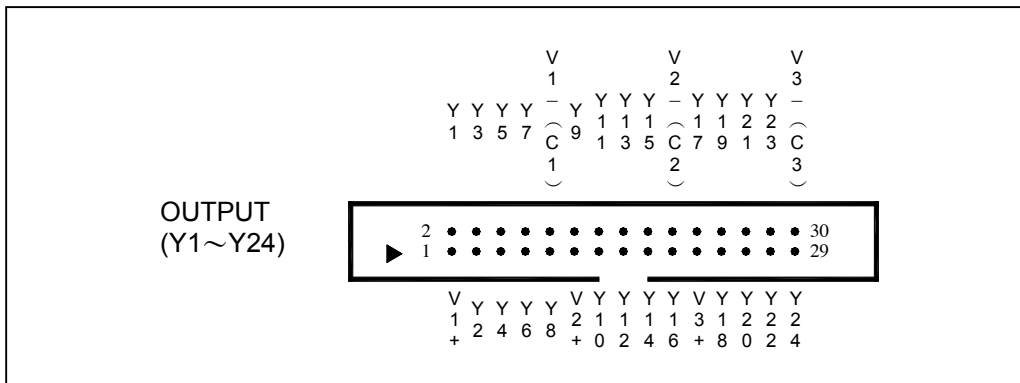 Y1 Y3 Y5 Y7 V1－(C1) Y9 Y11 Y13 Y15 V2－(C2) Y17 Y19 Y21 Y23 V3－(C3)
OUTPUT
(Y1～Y24)
2 30
1 29
V1+ Y2 Y4 Y6 Y8 V2+ Y10 Y12 Y14 Y16 V3+ Y18 Y20 Y22 Y24